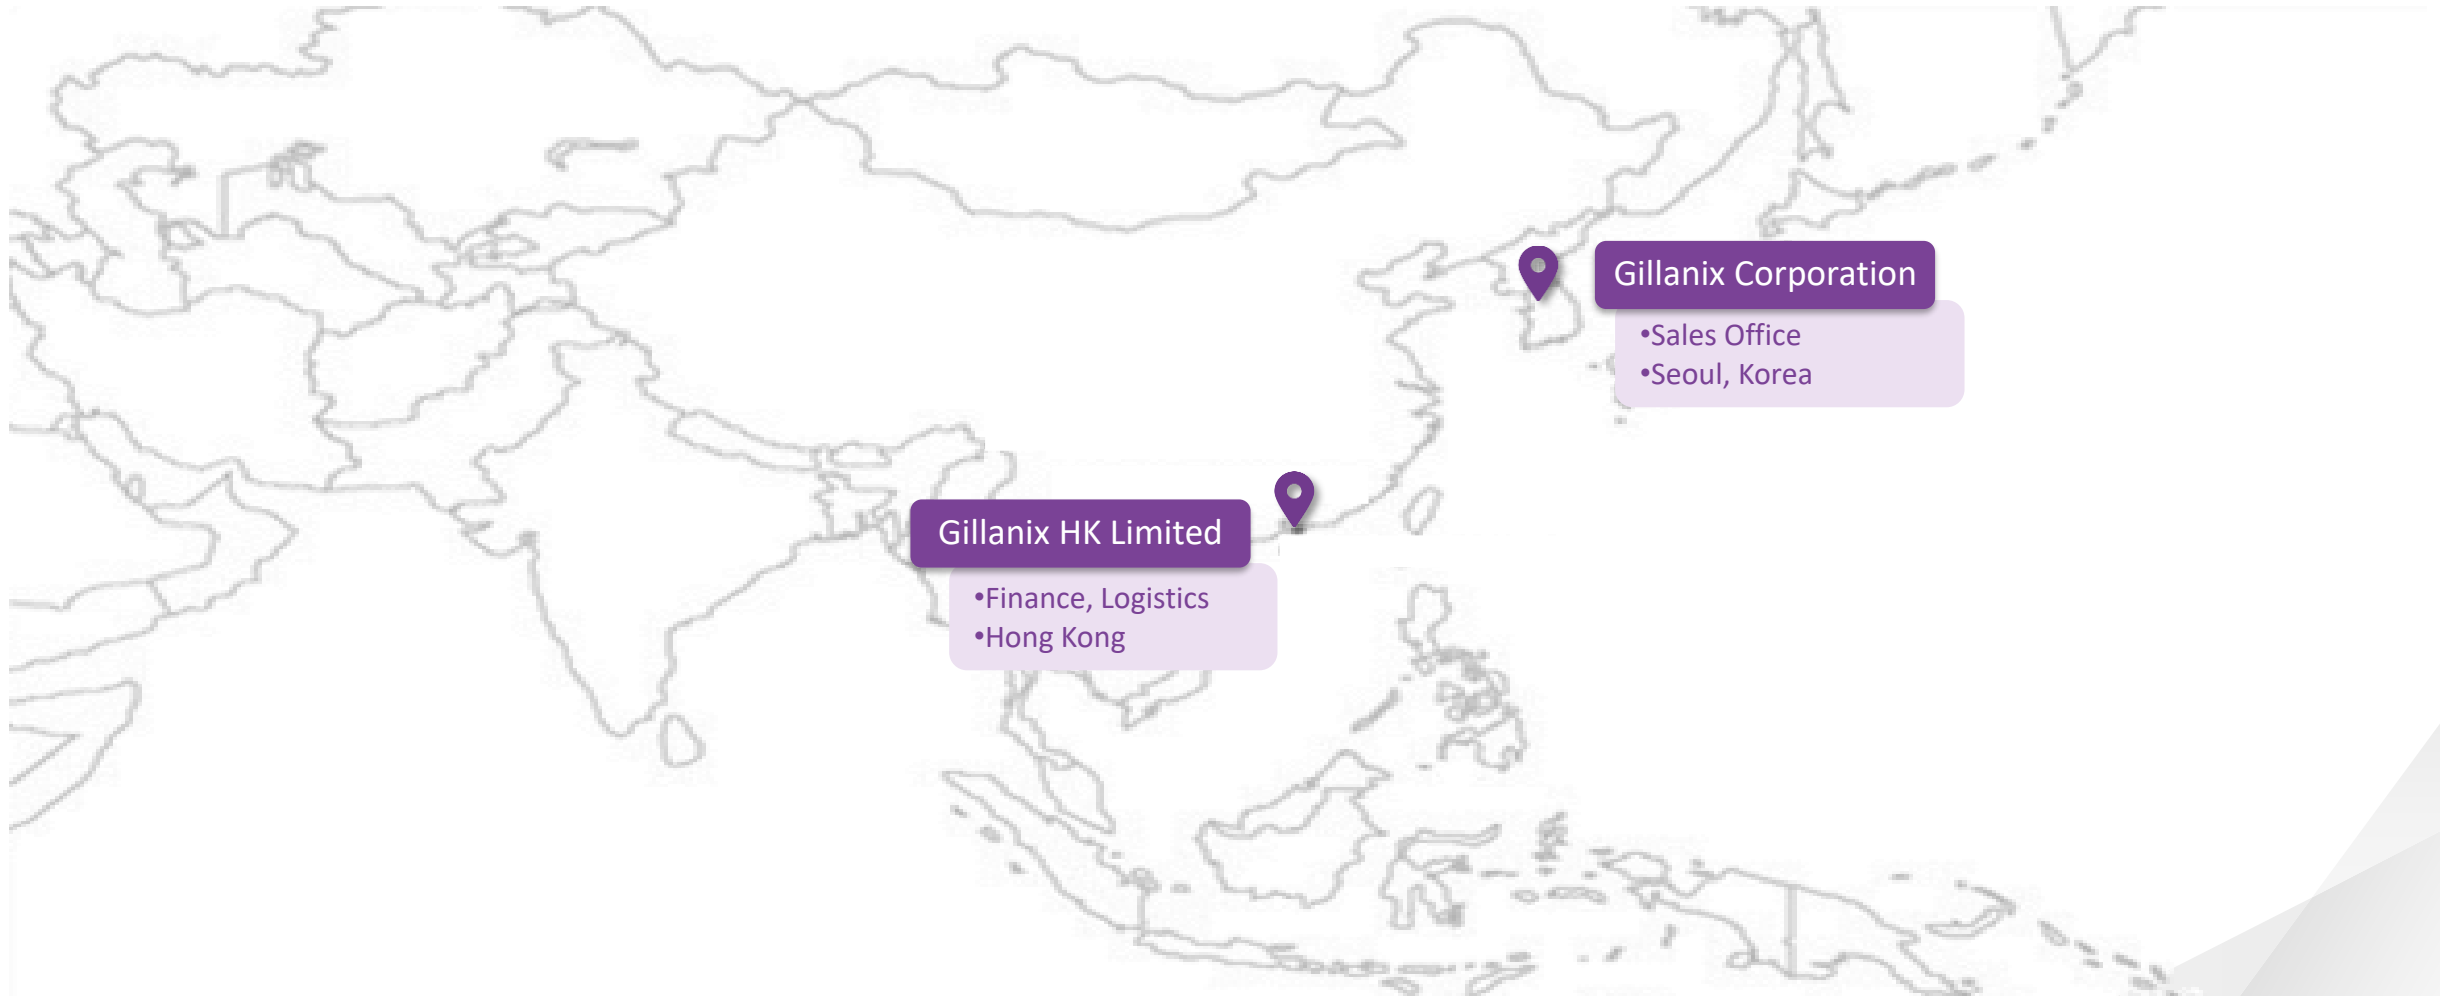 Gillanix Corporation
•Sales Office
•Seoul, Korea
Gillanix HK Limited
•Finance, Logistics
•Hong Kong